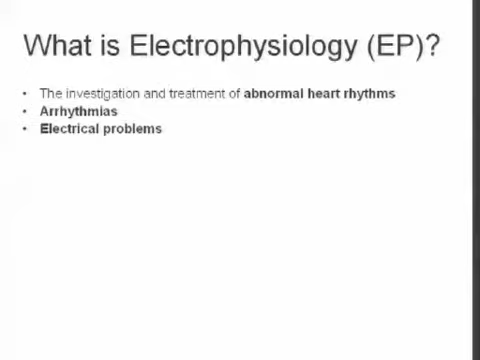 What is Electrophysiology (EP)?
• The investigation and treatment of abnormal heart rhythms
• Arrhythmias
• Electrical problems